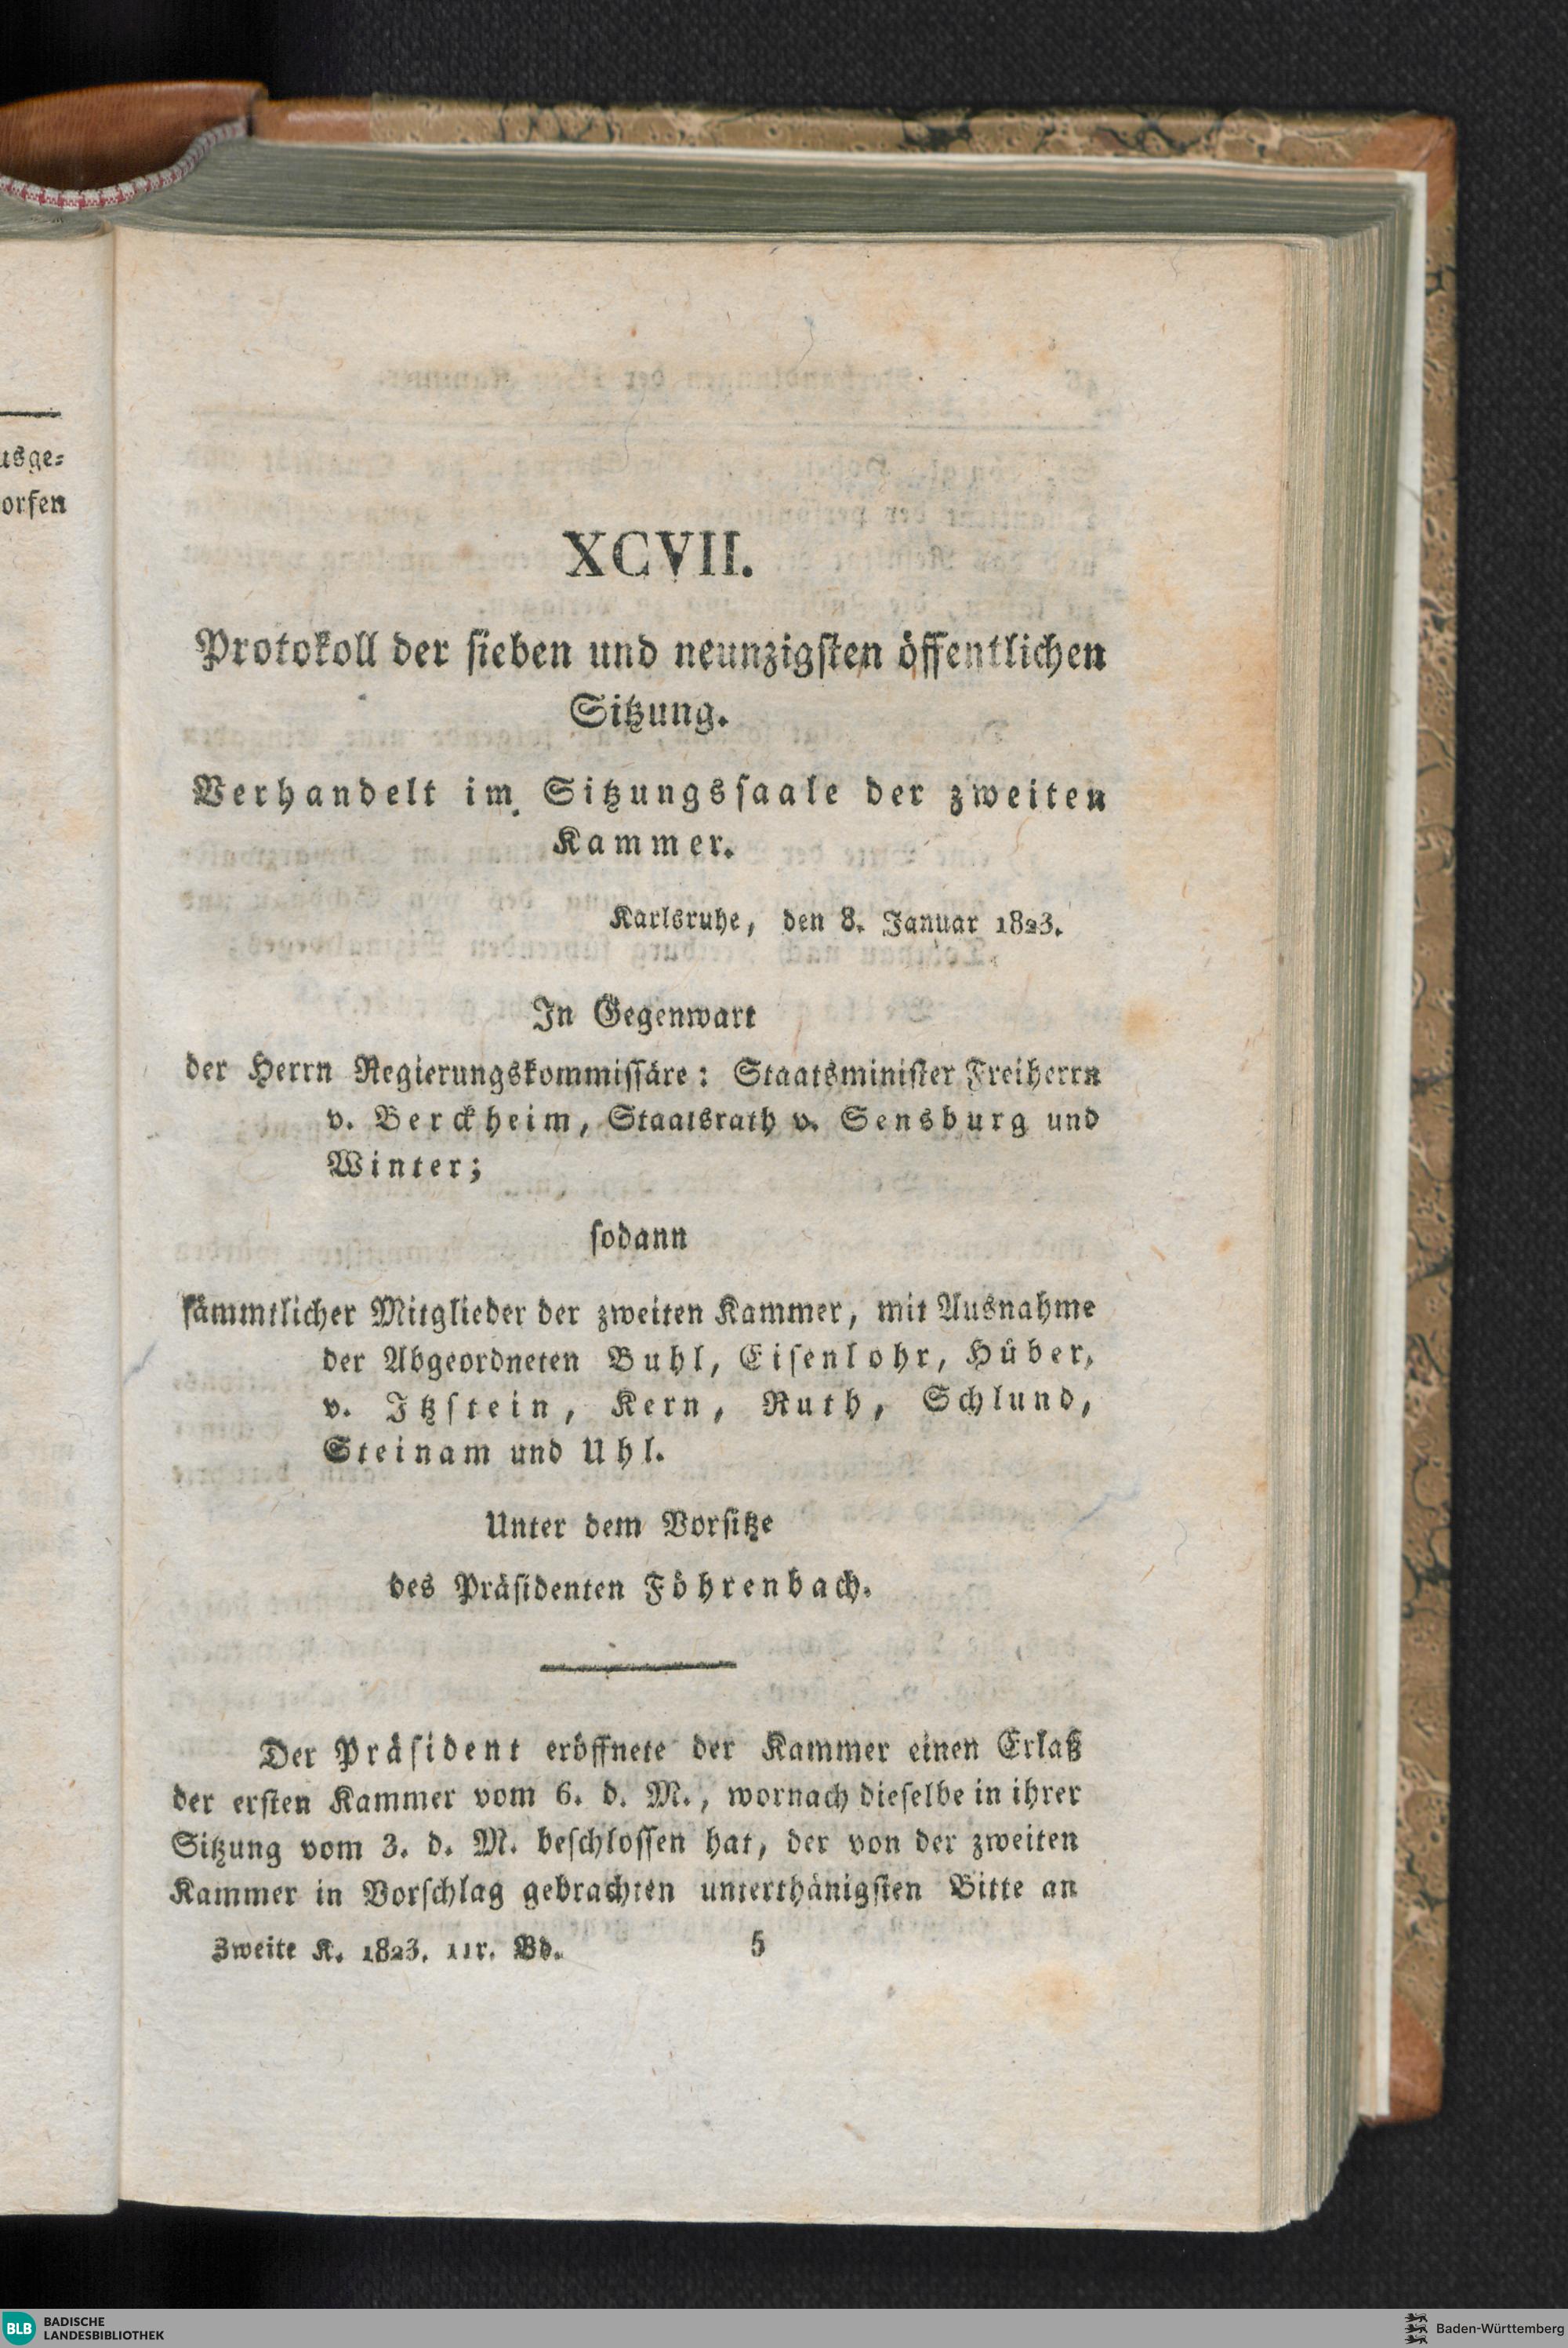 usge-
orfen
XCVII.
Protokoll der sieben und neunzigsten öffentlichen
Sitzung.
Verhandelt im Sitzungssaale der zweiten
Kammer.
Karlsruhe, den 8. Januar 1823.
In Gegenwart
der Herrn Regierungskommissäre: Staatsminister Freiherrn
v. Berckheim, Staatsrath v. Sensburg und
Winter;
sodann
sämmtlicher Mitglieder der zweiten Kammer, mit Ausnahme
der Abgeordneten Buhl, Eisenlohr, Hüber,
v. Itzstein, Kern, Ruth, Schlund,
Steinam und Uhl.
Unter dem Vorsitze
des Präsidenten Föhrenbach.
Der Präsident eröffnete der Kammer einen Erlaß
der ersten Kammer vom 6. d. M., wornach dieselbe in ihrer
Sitzung vom 3. d. M. beschlossen hat, der von der zweiten
Kammer in Vorschlag gebrachten unterthänigsten Bitte an
Zweite K. 1823. 11r. Bd. 5
BLB BADISCHE
LANDESBIBLIOTHEK
Baden-Württemberg